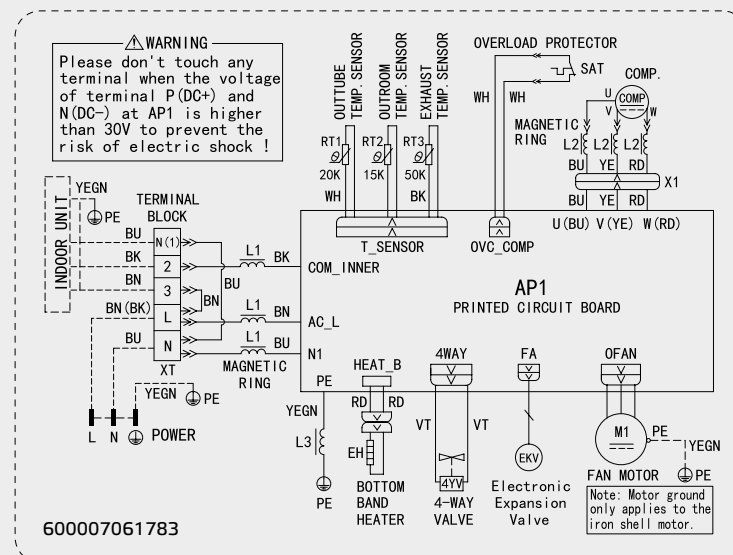 WARNING
Please don't touch any
terminal when the voltage
of terminal P(DC+) and
N(DC-) at AP1 is higher
than 30V to prevent the
risk of electric shock !
OUTTUBE
TEMP. SENSOR
OUTROOM
TEMP. SENSOR
EXHAUST
TEMP. SENSOR
RT1 RT2 RT3
20K 15K 50K
WH BK
T_SENSOR
OVERLOAD PROTECTOR
SAT
WH WH
OVC_COMP
COMP.
COMP
U V W
MAGNETIC
RING
L2 L2 L2
BU YE RD
X1
U(BU) V(YE) W(RD)
INDOOR UNIT
YEGN
PE
TERMINAL
BLOCK
BU N(1)
BK 2 L1 BK COM_INNER
BN 3 BN BU
BN(BK) L L1 BN AC_L
BU N L1 BU N1
XT
MAGNETIC
RING
YEGN PE
L N POWER
AP1
PRINTED CIRCUIT BOARD
PE
YEGN
L3
PE
HEAT_B
RD RD
EH
BOTTOM
BAND
HEATER
4WAY
VT VT
4YV
4-WAY
VALVE
FA
EKV
Electronic
Expansion
Valve
OFAN
M1
PE
YEGN
PE
FAN MOTOR
Note: Motor ground
only applies to the
iron shell motor.
600007061783